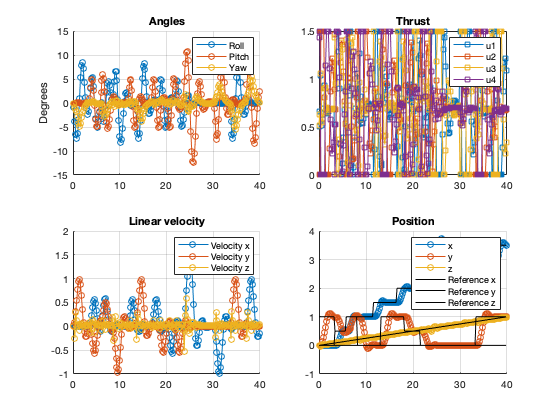 Angles
15
10
5
0
-5
-10
-15
Degrees
0 10 20 30 40
Roll
Pitch
Yaw
Thrust
1.5
1
0.5
0
0 10 20 30 40
u1
u2
u3
u4
Linear velocity
2
1.5
1
0.5
0
-0.5
-1
0 10 20 30 40
Velocity x
Velocity y
Velocity z
Position
4
3
2
1
0
-1
0 20 40
x
y
z
Reference x
Reference y
Reference z